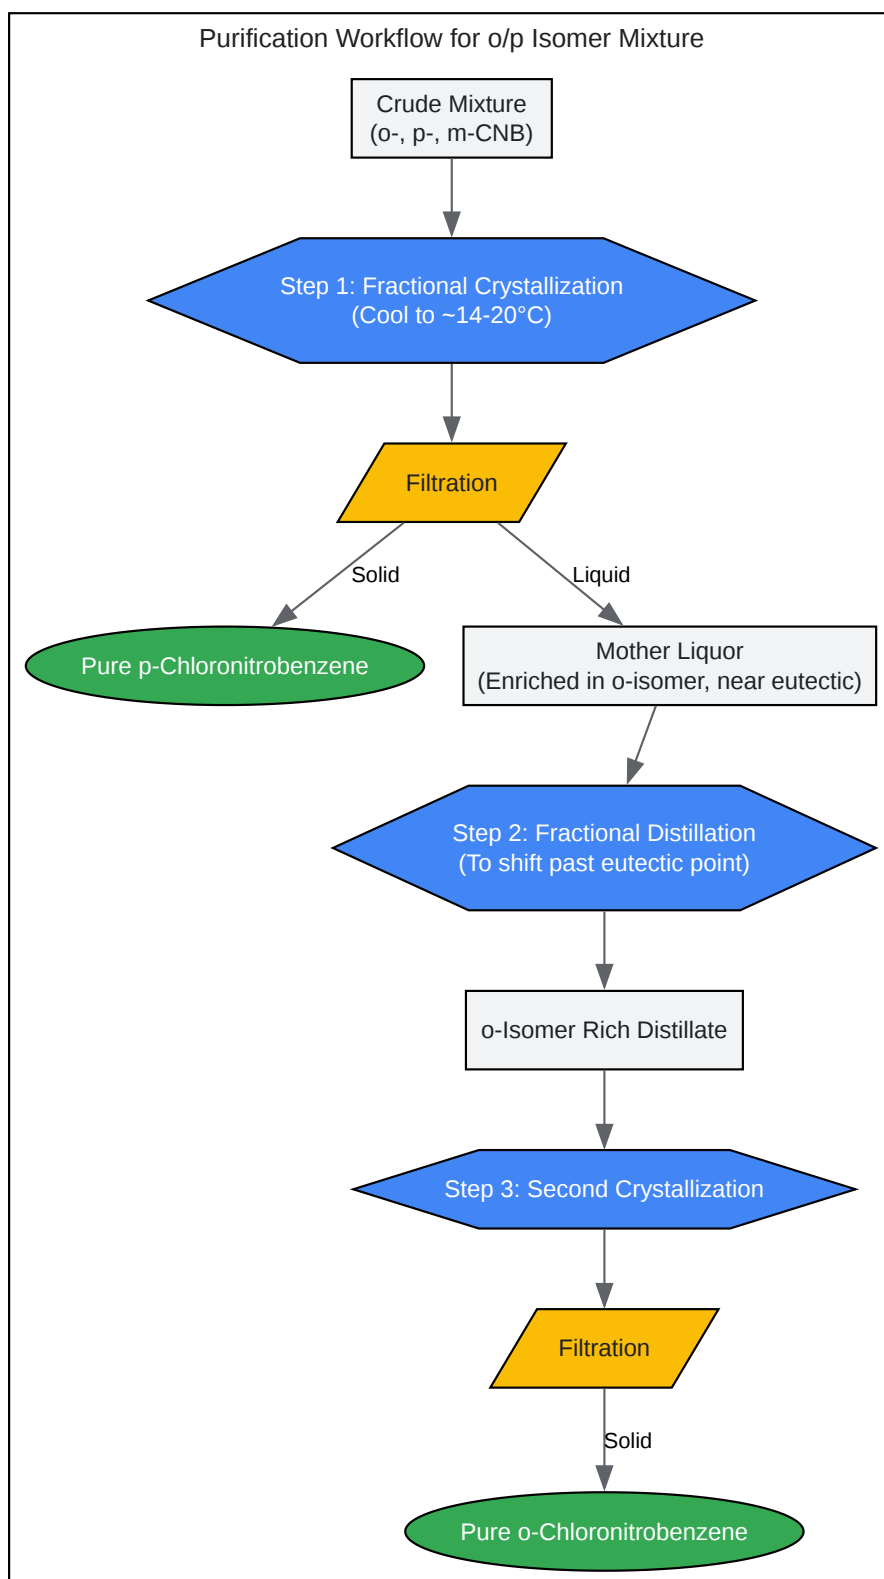 Purification Workflow for o/p Isomer Mixture
Crude Mixture
(o-, p-, m-CNB)
Step 1: Fractional Crystallization
(Cool to ~14-20°C)
Filtration
Solid
Liquid
Pure p-Chloronitrobenzene
Mother Liquor
(Enriched in o-isomer, near eutectic)
Step 2: Fractional Distillation
(To shift past eutectic point)
o-Isomer Rich Distillate
Step 3: Second Crystallization
Filtration
Solid
Pure o-Chloronitrobenzene